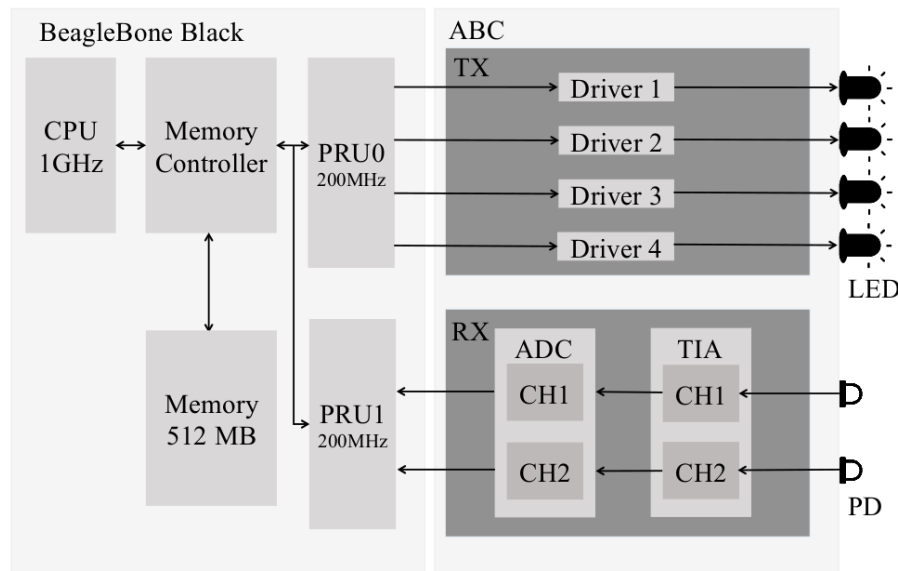 BeagleBone Black
CPU
1GHz
Memory
Controller
PRU0
200MHz
Memory
512 MB
PRU1
200MHz
ABC
TX
Driver 1
Driver 2
Driver 3
Driver 4
LED
RX
ADC
CH1
CH2
TIA
CH1
CH2
PD